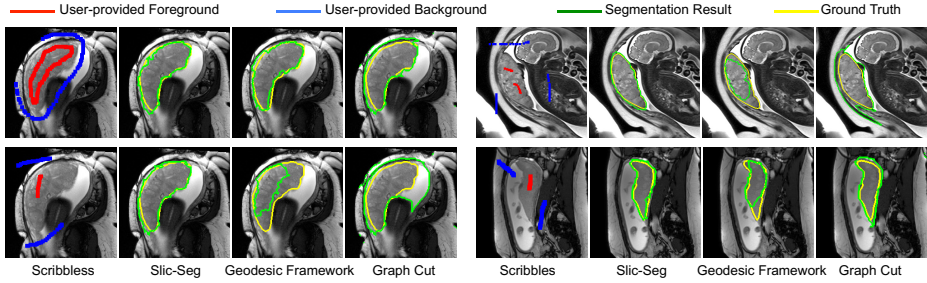 User-provided Foreground User-provided Background Segmentation Result Ground Truth
Scribbless Slic-Seg Geodesic Framework Graph Cut Scribbles Slic-Seg Geodesic Framework Graph Cut